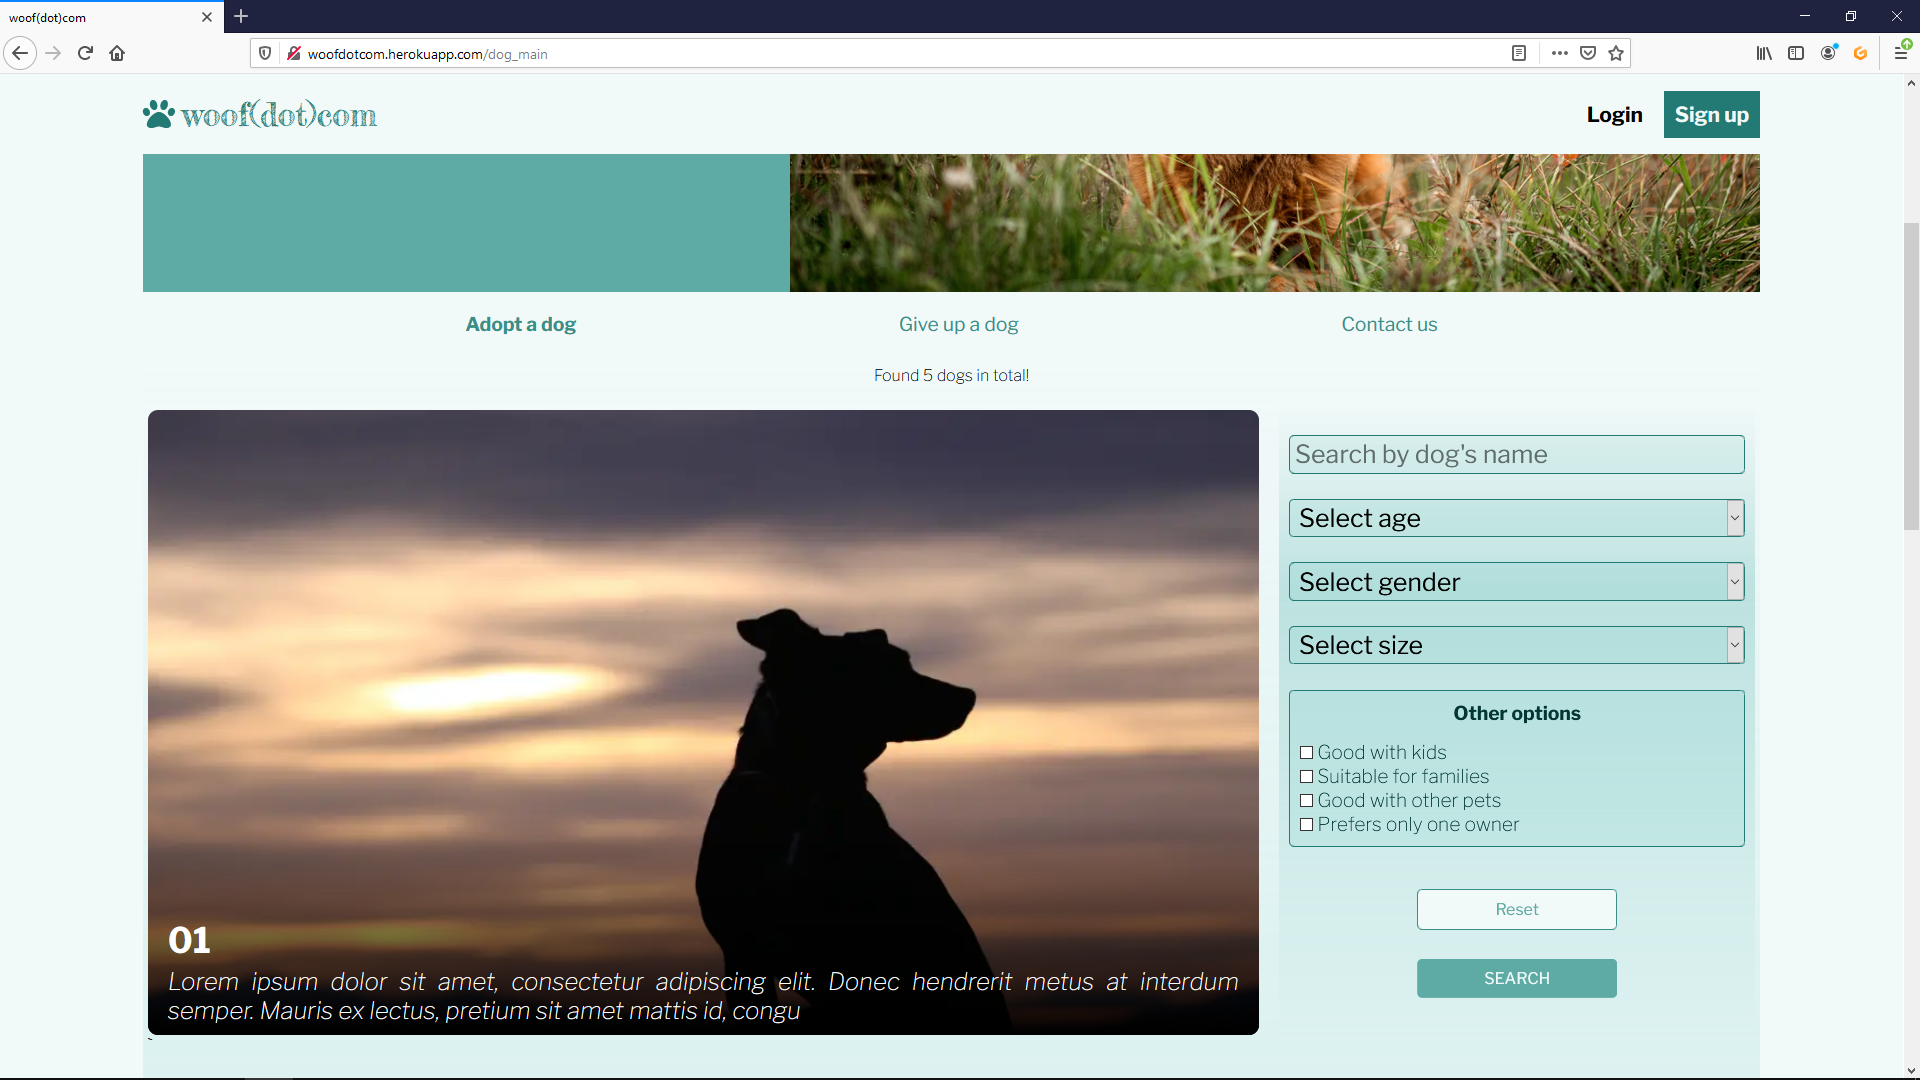 woof(dot)com
woofdotcom.herokuapp.com/dog_main
woof(dot)com
Login
Sign up
Adopt a dog
Give up a dog
Contact us
Found 5 dogs in total!
Search by dog's name
Select age
Select gender
Select size
Other options
Good with kids
Suitable for families
Good with other pets
Prefers only one owner
Reset
SEARCH
01
Lorem ipsum dolor sit amet, consectetur adipiscing elit. Donec hendrerit metus at interdum
semper. Mauris ex lectus, pretium sit amet mattis id, congu